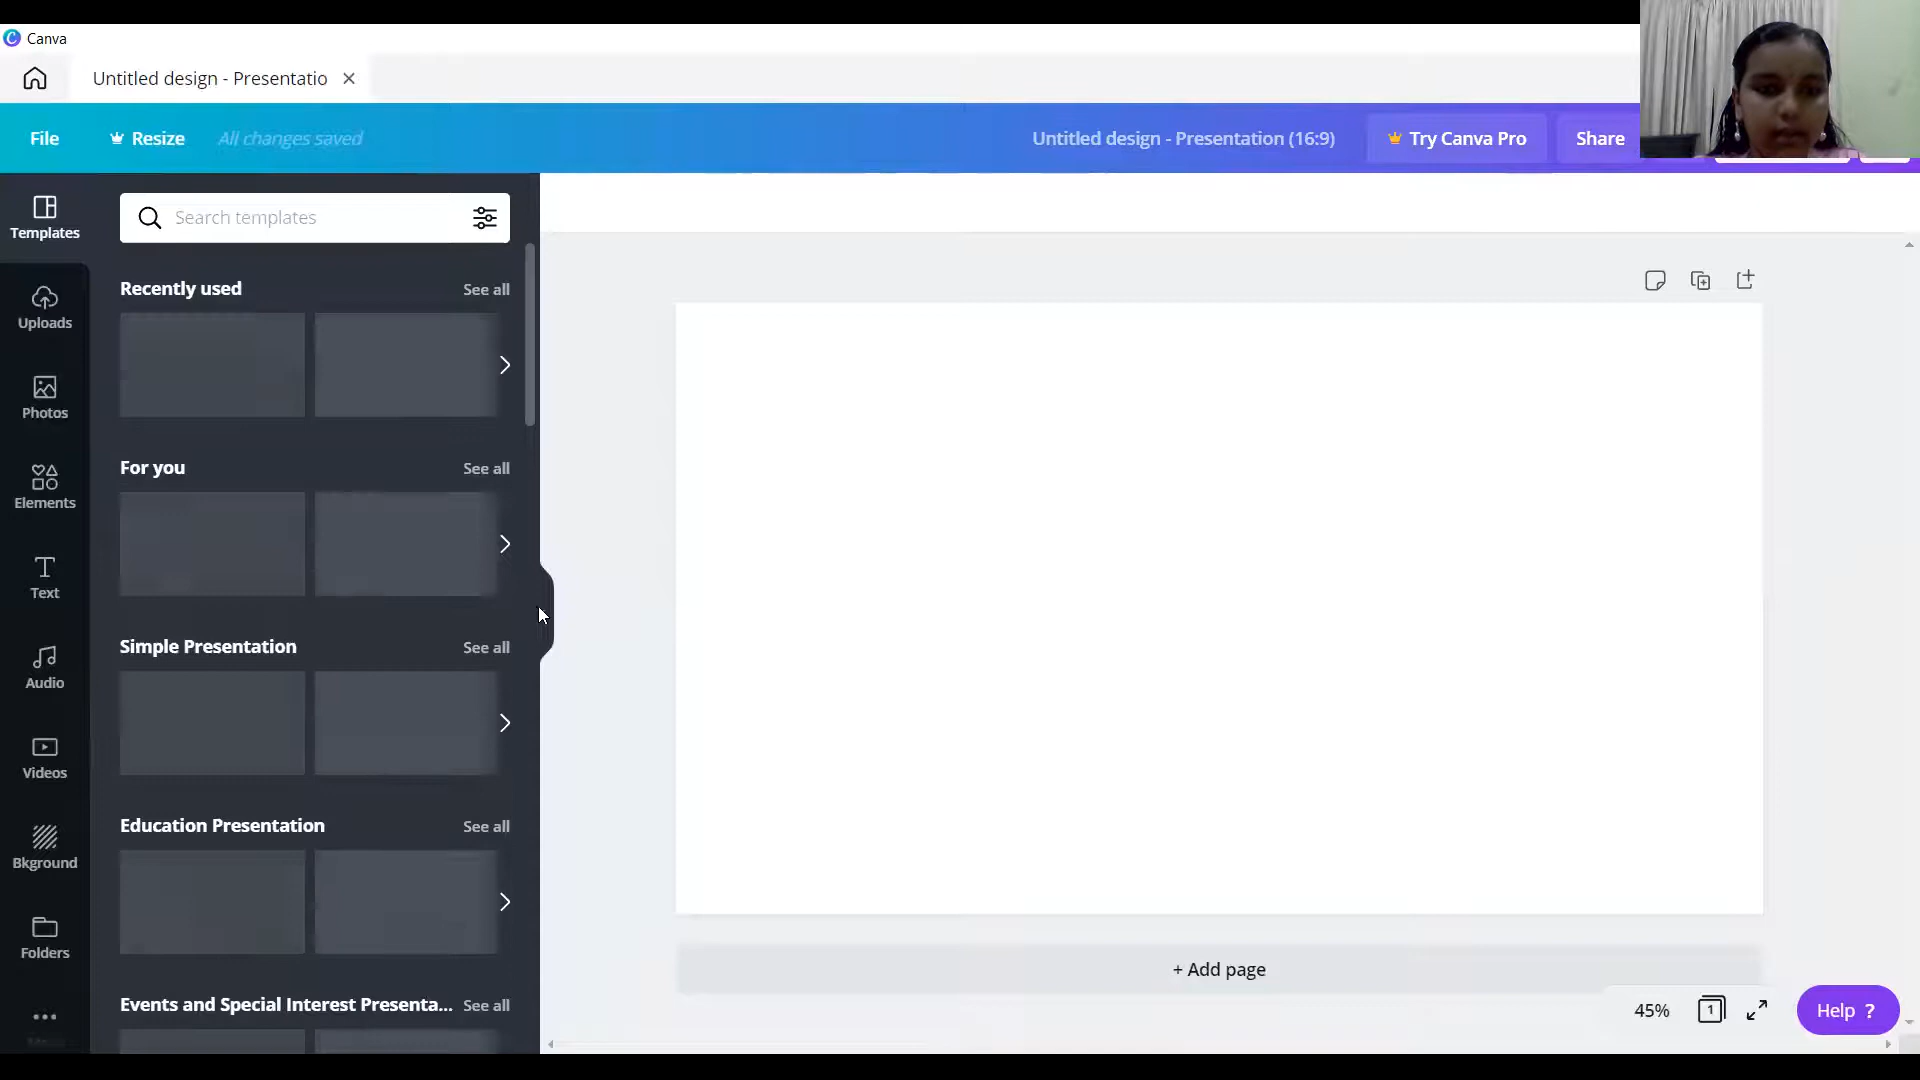 Canva
Untitled design - Presentatio
File
Resize
All changes saved
Untitled design - Presentation (16:9)
Try Canva Pro
Share
Templates
Search templates
Uploads
Photos
Elements
Text
Audio
Videos
Bkground
Folders
Recently used
See all
For you
See all
Simple Presentation
See all
Education Presentation
See all
Events and Special Interest Presenta...
See all
+ Add page
45%
1
Help ?